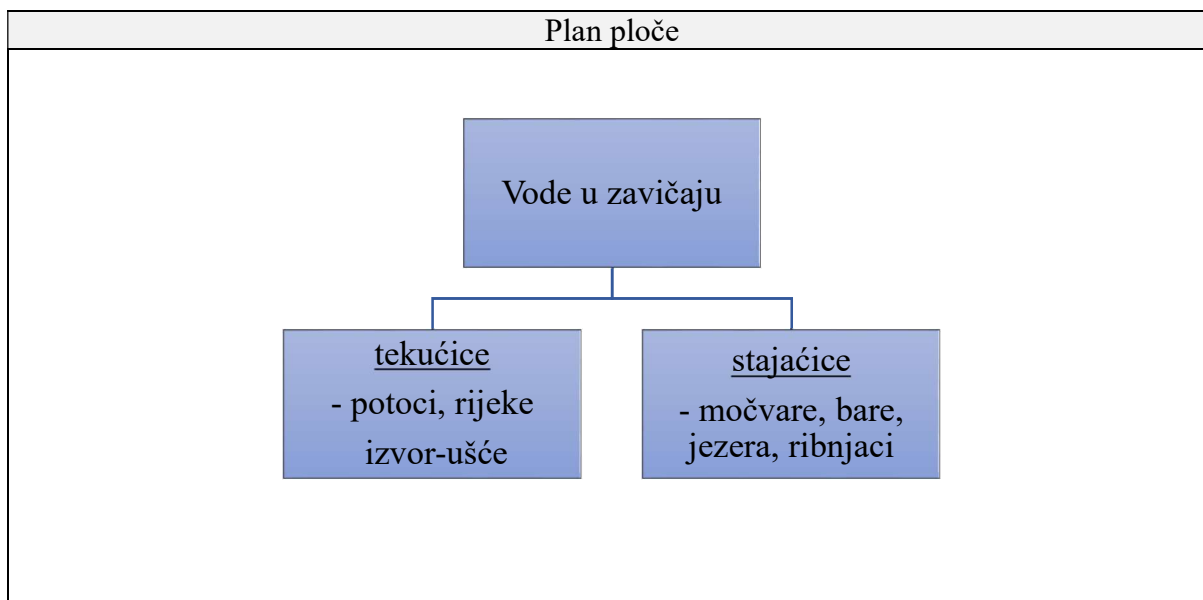 Plan ploče
Vode u zavičaju
tekućice
- potoci, rijeke
izvor-ušće
stajaćice
- močvare, bare,
jezera, ribnjaci